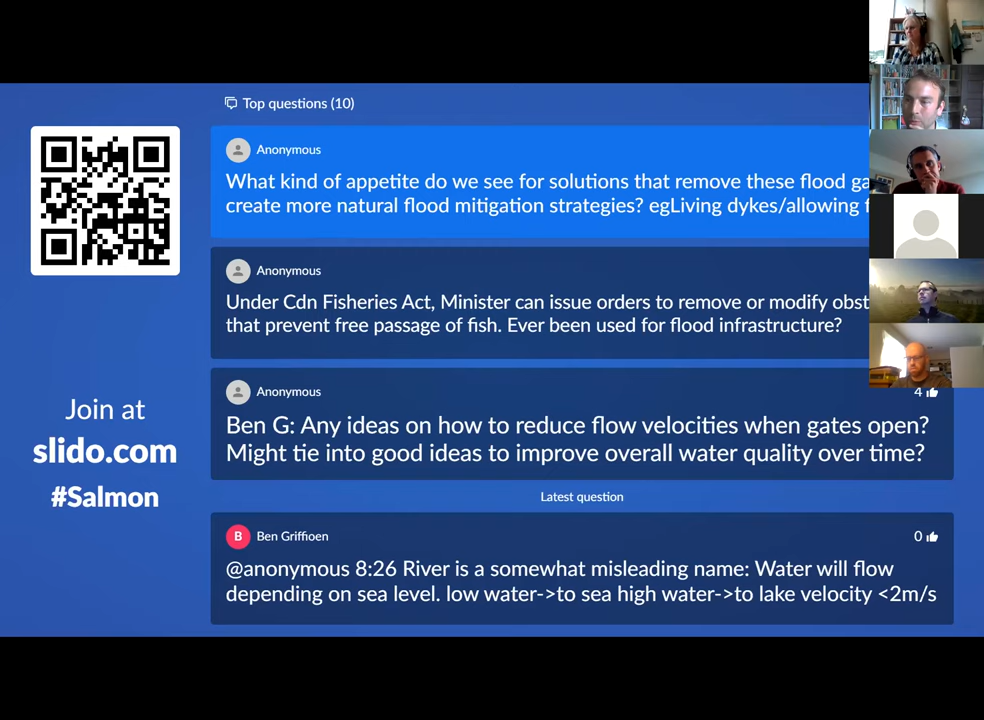 Top questions (10)
Anonymous
What kind of appetite do we see for solutions that remove these flood
create more natural flood mitigation strategies? egLiving dykes/allowing
Anonymous
Under Cdn Fisheries Act, Minister can issue orders to remove or modify
that prevent free passage of fish. Ever been used for flood infrastructure?
Anonymous
4
Ben G: Any ideas on how to reduce flow velocities when gates open?
Might tie into good ideas to improve overall water quality over time?
Join at
slido.com
#Salmon
Latest question
B Ben Griffioen
0
@anonymous 8:26 River is a somewhat misleading name: Water will flow
depending on sea level. low water->to sea high water->to lake velocity <2m/s